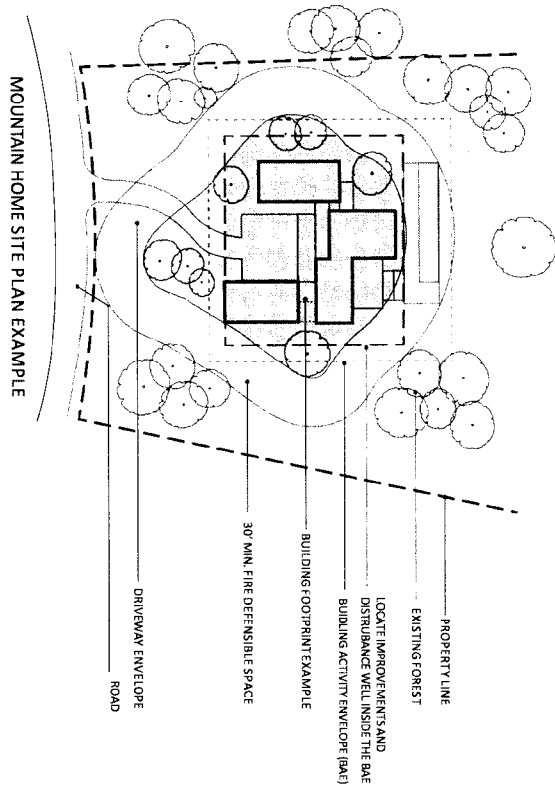 PROPERTY LINE
EXISTING FOREST
LOCATE IMPROVEMENTS AND
DISTRUBANCE WELL INSIDE THE BAE
BUIDLING ACTIVITY ENVELOPE (BAE)
BUILDING FOOTPRINT EXAMPLE
30' MIN. FIRE DEFENSIBLE SPACE
DRIVEWAY ENVELOPE
ROAD
MOUNTAIN HOME SITE PLAN EXAMPLE